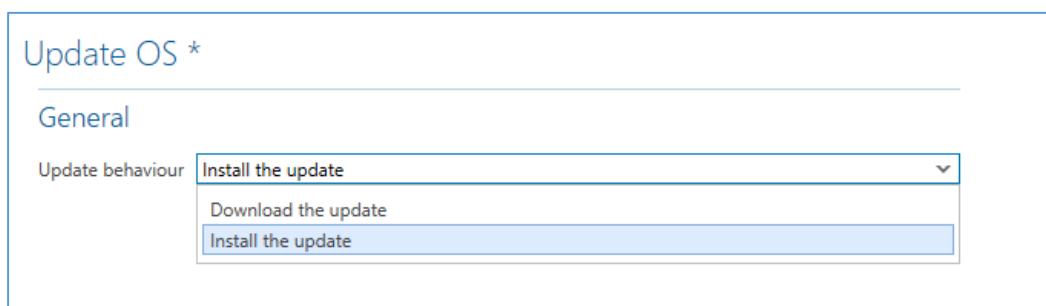 Update OS *
General
Update behaviour Install the update
Download the update
Install the update